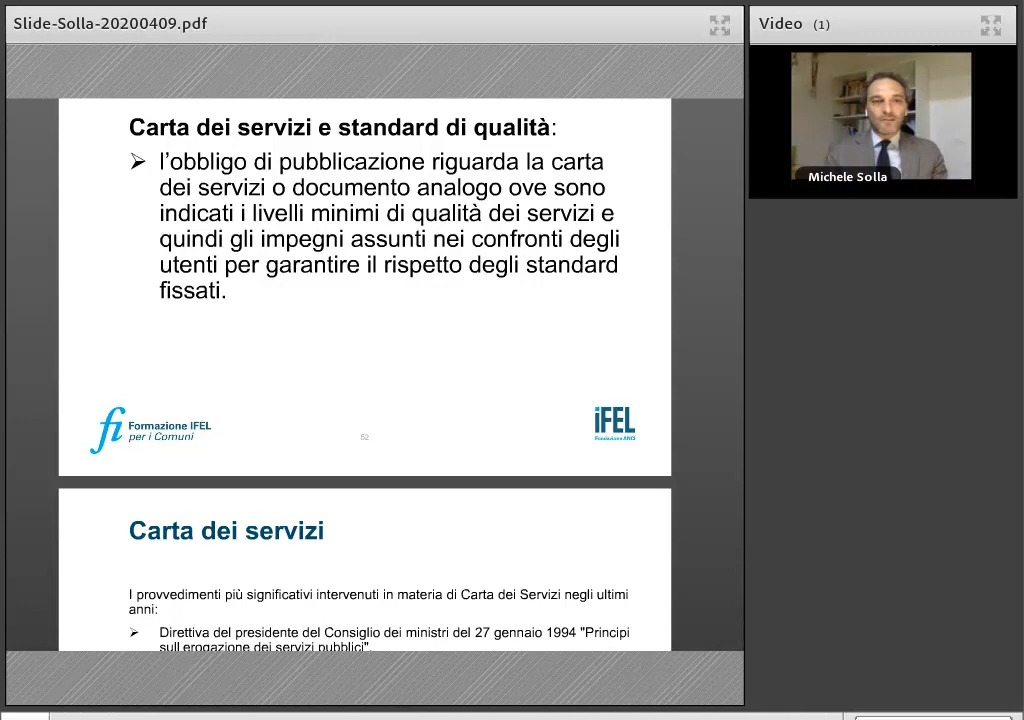 Slide-Solla-20200409.pdf
Video (1)
Michele Solla
Carta dei servizi e standard di qualità:
➢ l’obbligo di pubblicazione riguarda la carta
dei servizi o documento analogo ove sono
indicati i livelli minimi di qualità dei servizi e
quindi gli impegni assunti nei confronti degli
utenti per garantire il rispetto degli standard
fissati.
fi Formazione IFEL
per i Comuni
52
iFEL
Fondazione ANCI
Carta dei servizi
I provvedimenti più significativi intervenuti in materia di Carta dei Servizi negli ultimi
anni:
➢ Direttiva del presidente del Consiglio dei ministri del 27 gennaio 1994 "Principi
sull erogazione dei servizi pubblici".